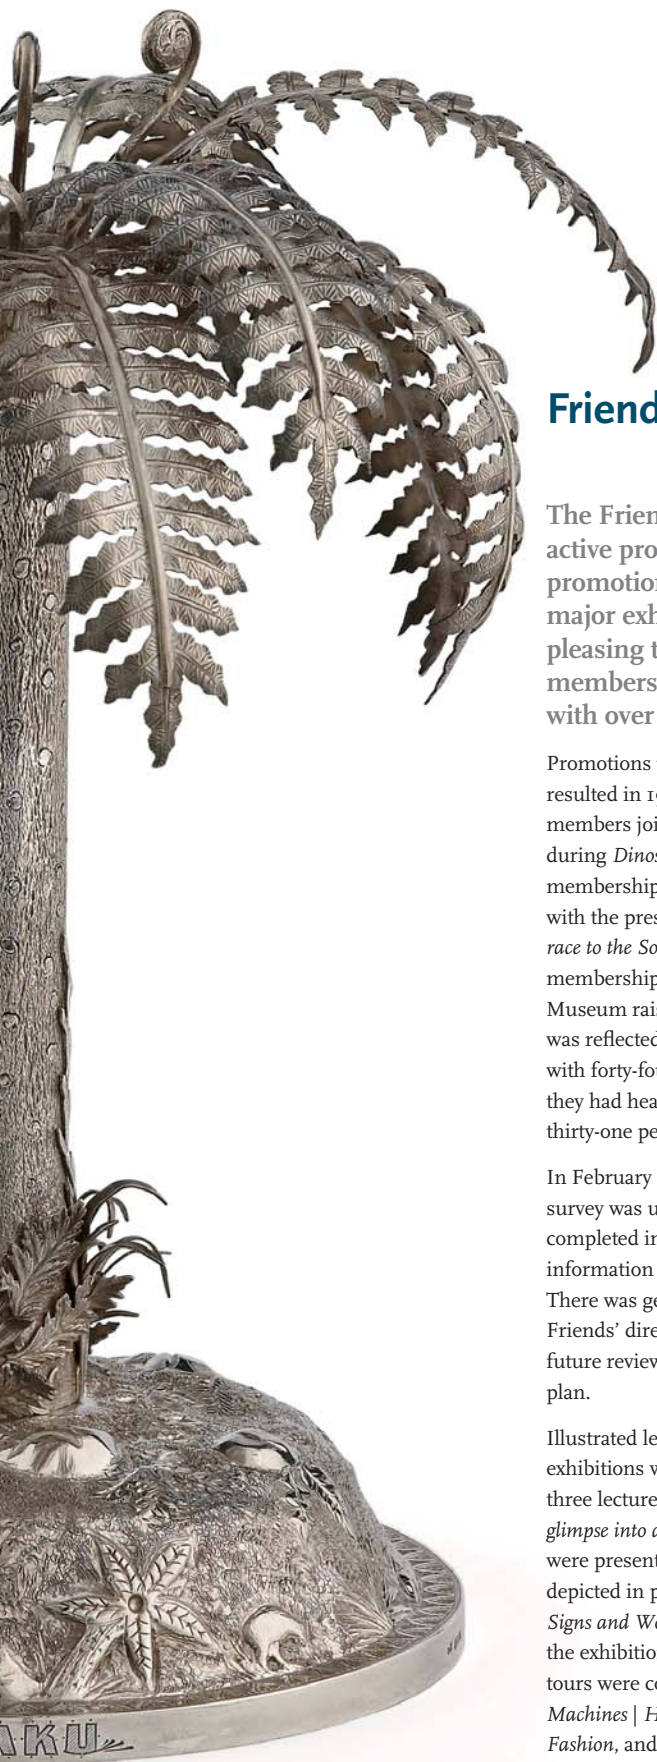 Friend
The Frien
active pro
promotion
major exh
pleasing t
members
with over
Promotions
resulted in 19
members joi
during Dinos
membership
with the pres
race to the So
membership
Museum rais
was reflected
with forty-fou
they had hea
thirty-one pe
In February
survey was u
completed in
information
There was ge
Friends’ dire
future review
plan.
Illustrated le
exhibitions w
three lecture
glimpse into a
were present
depicted in p
Signs and Wo
the exhibitio
tours were co
Machines | H
Fashion, and
AKU